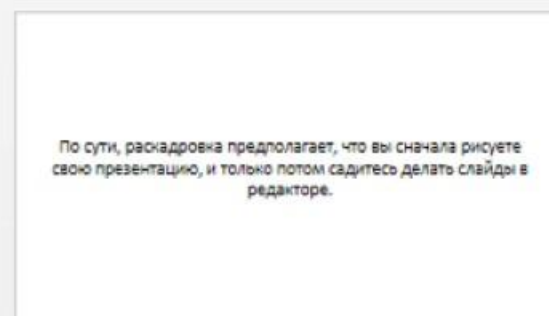 По сути, раскадровка предполагает, что вы сначала рисуете
свою презентацию, и только потом садитесь делать слайды в
редакторе.